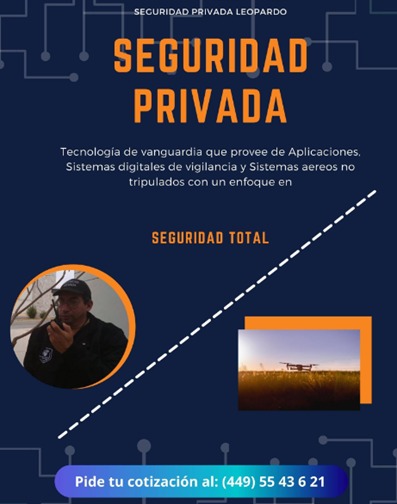 SEGURIDAD PRIVADA LEOPARDO
SEGURIDAD
PRIVADA
Tecnología de vanguardia que provee de Aplicaciones,
Sistemas digitales de vigilancia y Sistemas aereos no
tripulados con un enfoque en
SEGURIDAD TOTAL
Pide tu cotización al: (449) 55 43 6 21